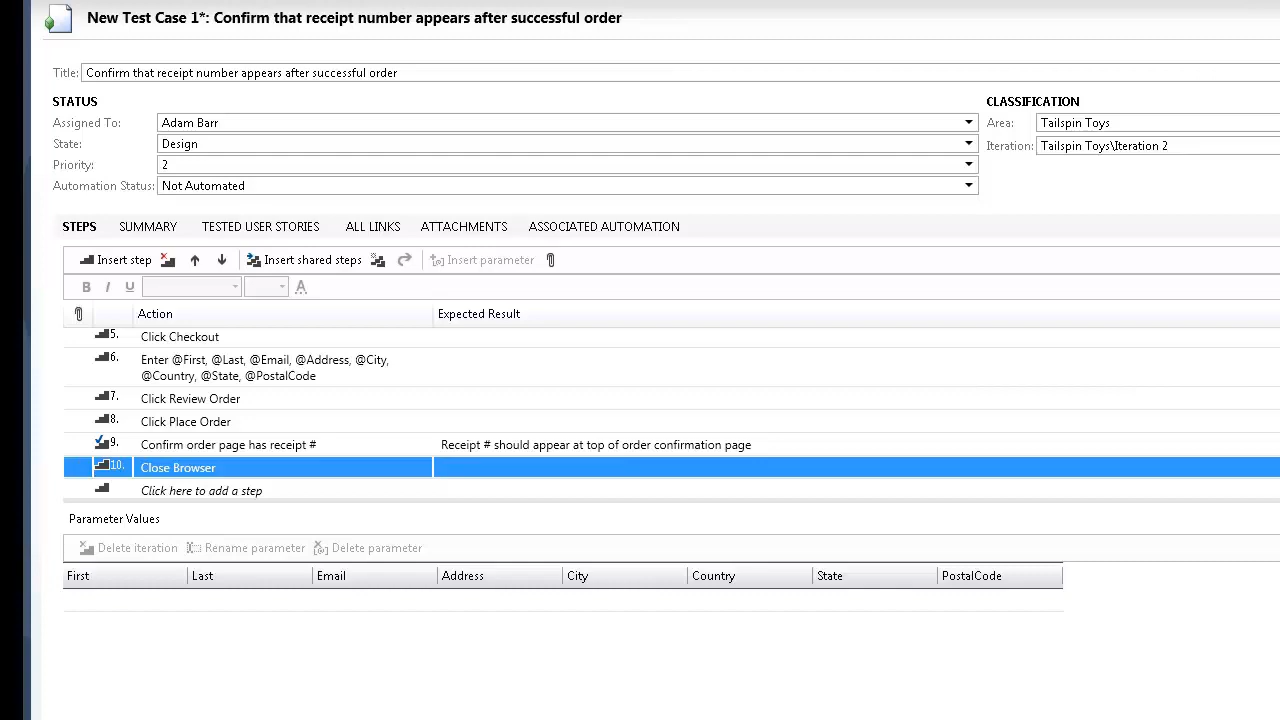 New Test Case 1*: Confirm that receipt number appears after successful order
Title: Confirm that receipt number appears after successful order
STATUS
CLASSIFICATION
Assigned To: Adam Barr
Area: Tailspin Toys
State: Design
Iteration: Tailspin Toys\Iteration 2
Priority: 2
Automation Status: Not Automated
STEPS SUMMARY TESTED USER STORIES ALL LINKS ATTACHMENTS ASSOCIATED AUTOMATION
Insert step Insert shared steps Insert parameter
B I U A
Action Expected Result
5. Click Checkout
6. Enter @First, @Last, @Email, @Address, @City,
@Country, @State, @PostalCode
7. Click Review Order
8. Click Place Order
9. Confirm order page has receipt # Receipt # should appear at top of order confirmation page
10. Close Browser
Click here to add a step
Parameter Values
Delete iteration Rename parameter Delete parameter
First Last Email Address City Country State PostalCode